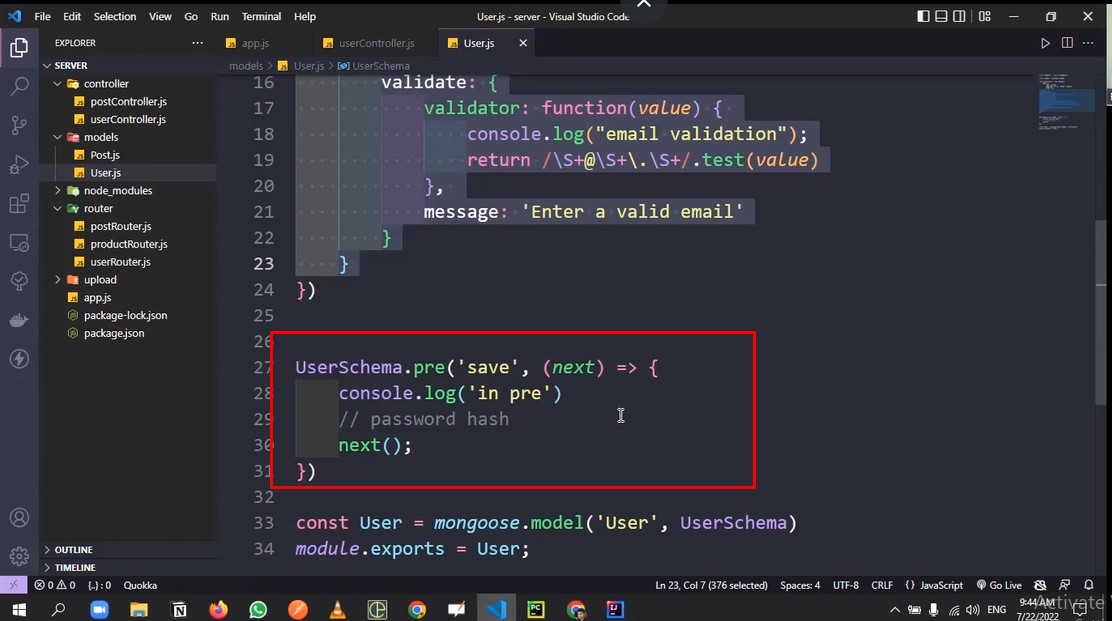 File Edit Selection View Go Run Terminal Help
User.js - server - Visual Studio Code
EXPLORER
SERVER
controller
postController.js
userController.js
models
Post.js
User.js
node_modules
router
postRouter.js
productRouter.js
userRouter.js
upload
app.js
package-lock.json
package.json
OUTLINE
TIMELINE
app.js userController.js User.js
models > User.js > UserSchema
16 validate: {
17 validator: function(value) {
18 console.log("email validation");
19 return /\S+@\S+\.\S+/.test(value)
20 },
21 message: 'Enter a valid email'
22 }
23 }
24 })
25
26
27 UserSchema.pre('save', (next) => {
28 console.log('in pre')
29 // password hash
30 next();
31 })
32
33 const User = mongoose.model('User', UserSchema)
34 module.exports = User;
0 0 {..} : 0 Quokka
Ln 23, Col 7 (376 selected) Spaces: 4 UTF-8 CRLF {} JavaScript Go Live
ENG
9:44 AM
7/22/2022
Activate